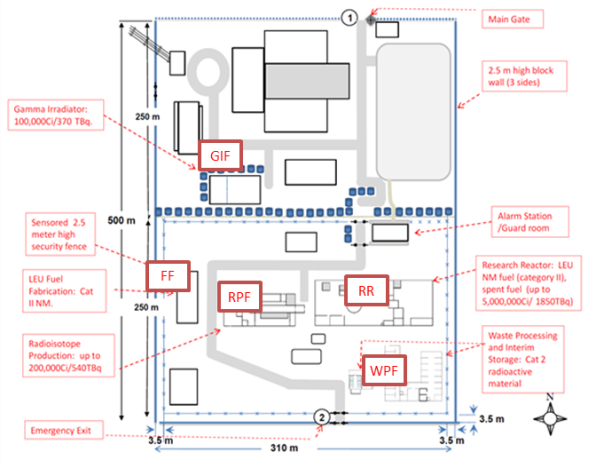 1
Main Gate
2.5 m high block
wall (3 sides)
Gamma Irradiator:
100,000Ci/370 TBq.
250 m
GIF
500 m
Sensored 2.5
meter high
security fence
Alarm Station
/Guard room
FF
LEU Fuel
Fabrication: Cat
II NM.
250 m
RPF
RR
Research Reactor: LEU
NM fuel (category II),
spent fuel (up to
5,000,000Ci/ 1850TBq)
Radioisotope
Production: up to
200,000Ci/540TBq
WPF
Waste Processing
and Interim
Storage: Cat 2
radioactive
material
N
Emergency Exit
2
3.5 m
3.5 m
3.5 m
310 m